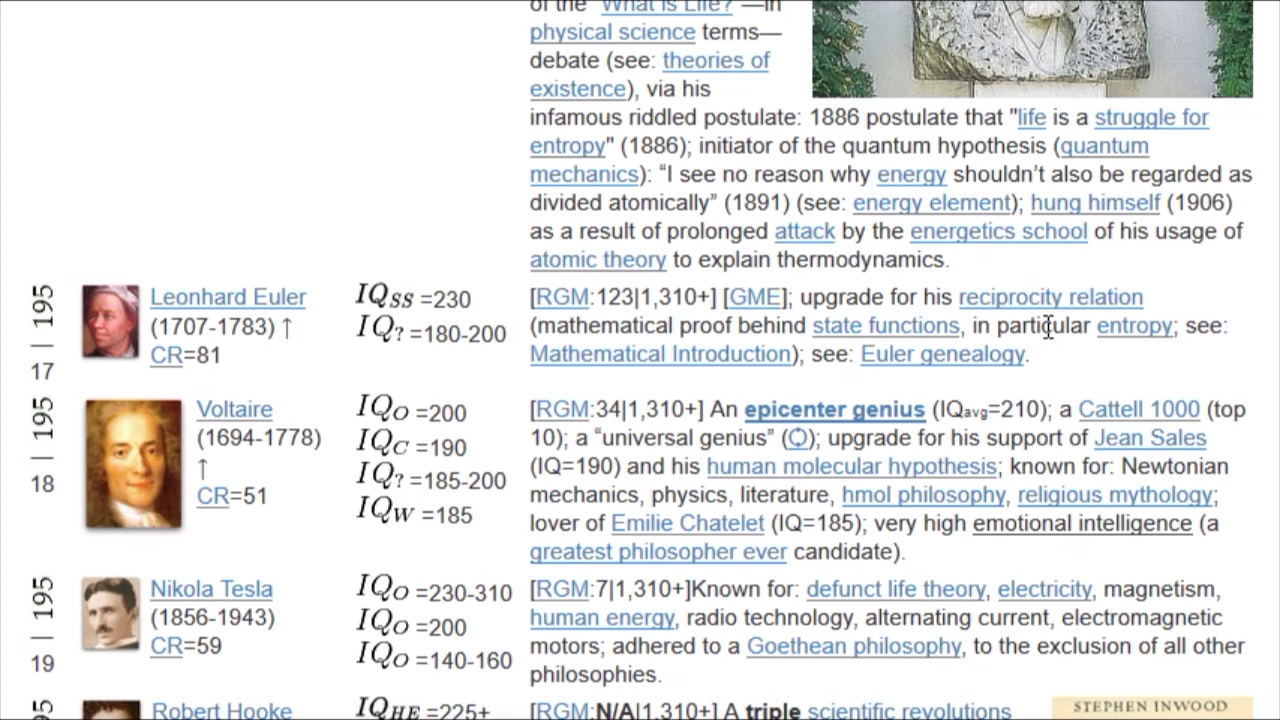 of the "What is Life?" —in
physical science terms—
debate (see: theories of
existence), via his
infamous riddled postulate: 1886 postulate that "life is a struggle for
entropy" (1886); initiator of the quantum hypothesis (quantum
mechanics): “I see no reason why energy shouldn’t also be regarded as
divided atomically” (1891) (see: energy element); hung himself (1906)
as a result of prolonged attack by the energetics school of his usage of
atomic theory to explain thermodynamics.
195 | 17
Leonhard Euler
(1707-1783) ↑
CR=81
IQSS =230
IQ? =180-200
[RGM:123|1,310+] [GME]; upgrade for his reciprocity relation
(mathematical proof behind state functions, in particular entropy; see:
Mathematical Introduction); see: Euler genealogy.
195 | 18
Voltaire
(1694-1778)
↑
CR=51
IQO =200
IQC =190
IQ? =185-200
IQW =185
[RGM:34|1,310+] An epicenter genius (IQavg=210); a Cattell 1000 (top
10); a “universal genius” (); upgrade for his support of Jean Sales
(IQ=190) and his human molecular hypothesis; known for: Newtonian
mechanics, physics, literature, hmol philosophy, religious mythology;
lover of Emilie Chatelet (IQ=185); very high emotional intelligence (a
greatest philosopher ever candidate).
195 | 19
Nikola Tesla
(1856-1943)
CR=59
IQO =230-310
IQO =200
IQO =140-160
[RGM:7|1,310+]Known for: defunct life theory, electricity, magnetism,
human energy, radio technology, alternating current, electromagnetic
motors; adhered to a Goethean philosophy, to the exclusion of all other
philosophies.
Robert Hooke
IQHE =225+
[RGM:N/A|1,310+] A triple scientific revolutions
STEPHEN INWOOD